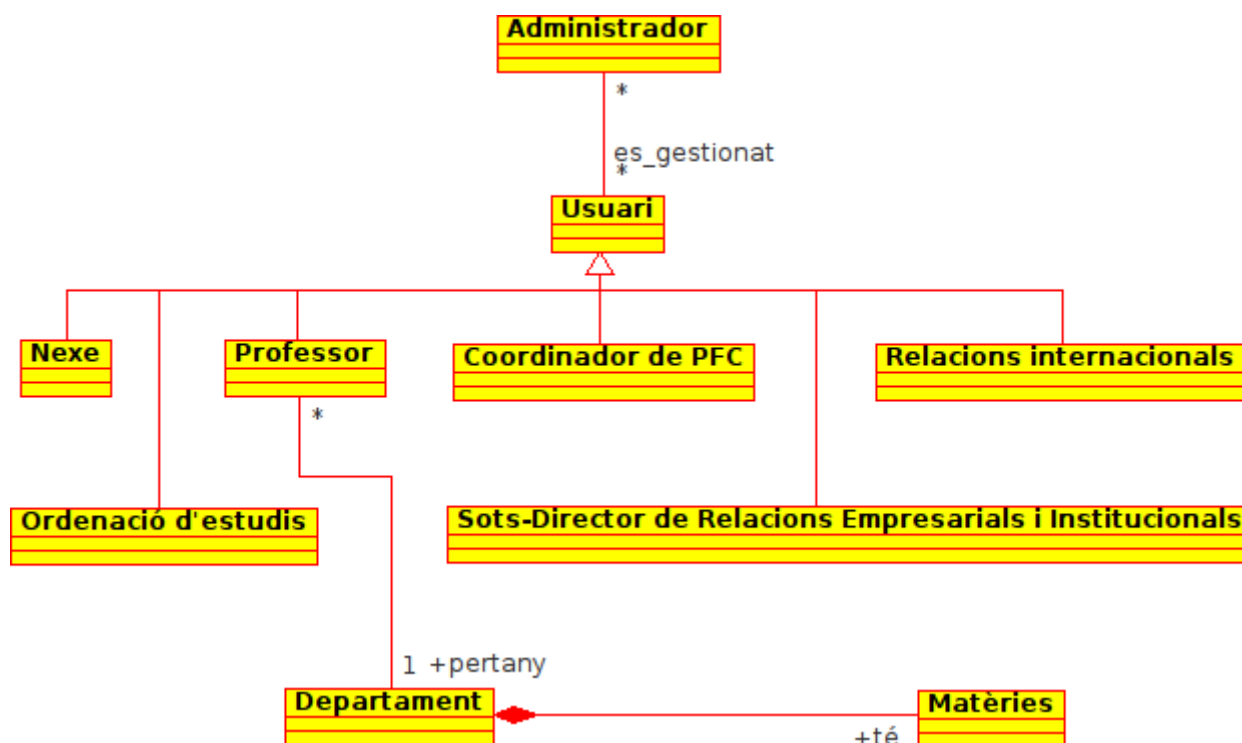 Administrador
*
es_gestionat
*
Usuari
Nexe
Professor
Coordinador de PFC
Relacions internacionals
*
Ordenació d'estudis
Sots-Director de Relacions Empresarials i Institucionals
1 +pertany
Departament
Matèries
+té